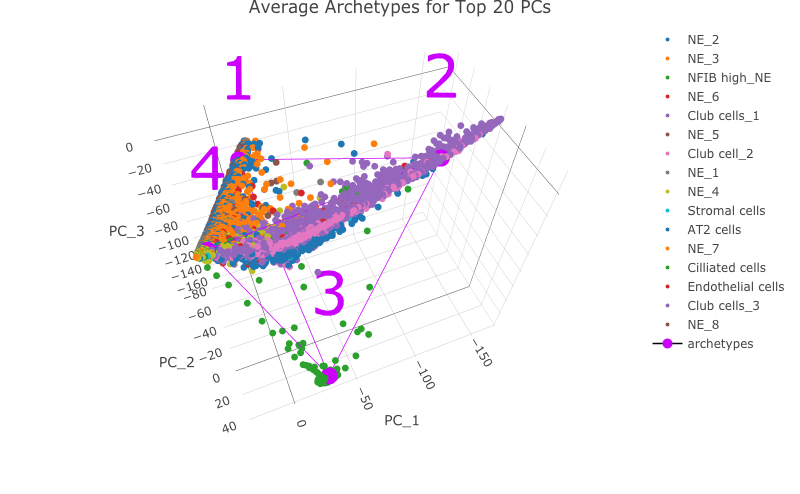 Average Archetypes for Top 20 PCs
1
2
3
4
PC_3
0
−20
−40
−60
−80
−100
−120
−140
−160
PC_2
−80
−60
−40
−20
0
20
40
PC_1
0
−50
−100
−150
NE_2
NE_3
NFIB high_NE
NE_6
Club cells_1
NE_5
Club cell_2
NE_1
NE_4
Stromal cells
AT2 cells
NE_7
Cilliated cells
Endothelial cells
Club cells_3
NE_8
archetypes